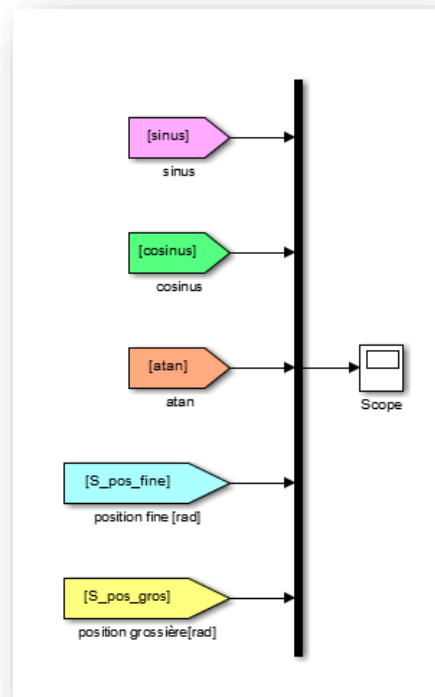 [sinus]
sinus
[cosinus]
cosinus
[atan]
atan
Scope
[S_pos_fine]
position fine [rad]
[S_pos_gros]
position grossière[rad]